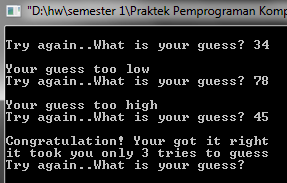 "D:\hw\semester 1\Praktek Pemprograman Komp
Try again..What is your guess? 34
Your guess too low
Try again..What is your guess? 78
Your guess too high
Try again..What is your guess? 45
Congratulation! Your got it right
it took you only 3 tries to guess
Try again..What is your guess?